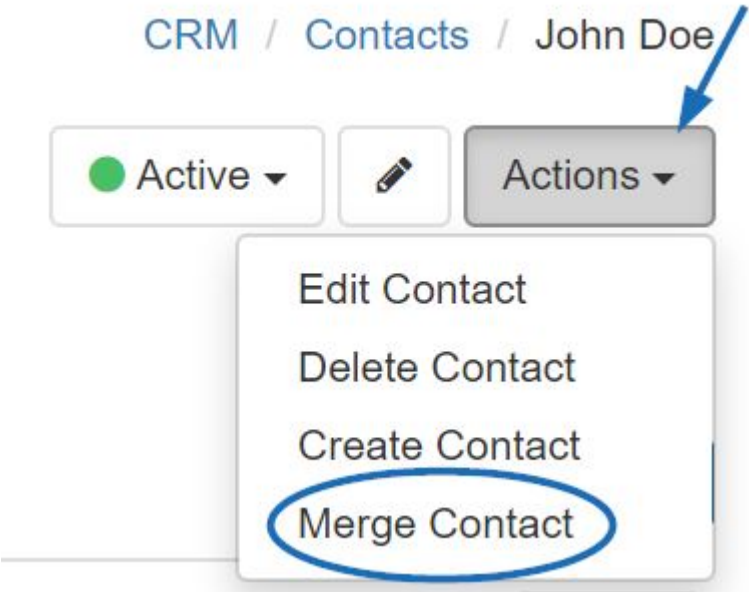 CRM / Contacts / John Doe
Active Actions
Edit Contact
Delete Contact
Create Contact
Merge Contact